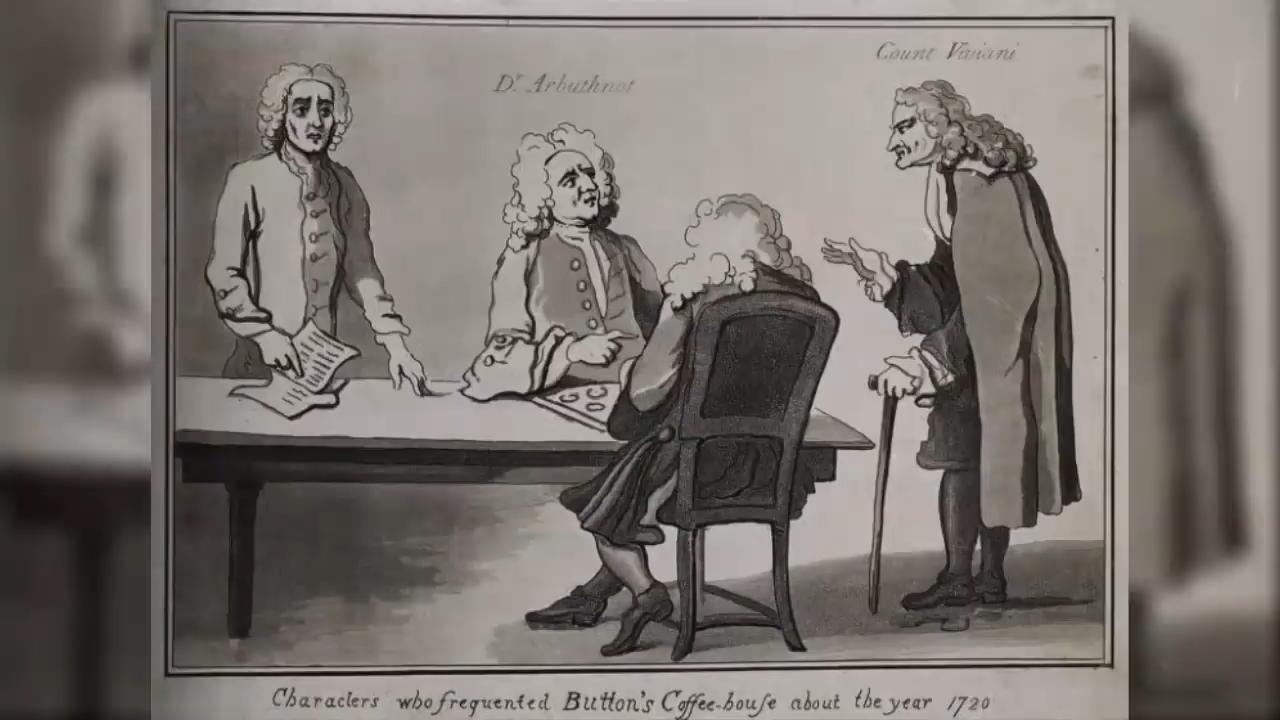 Count Viviani
Dr. Arbuthnot
Characters who frequented Button's Coffee-house about the year 1720